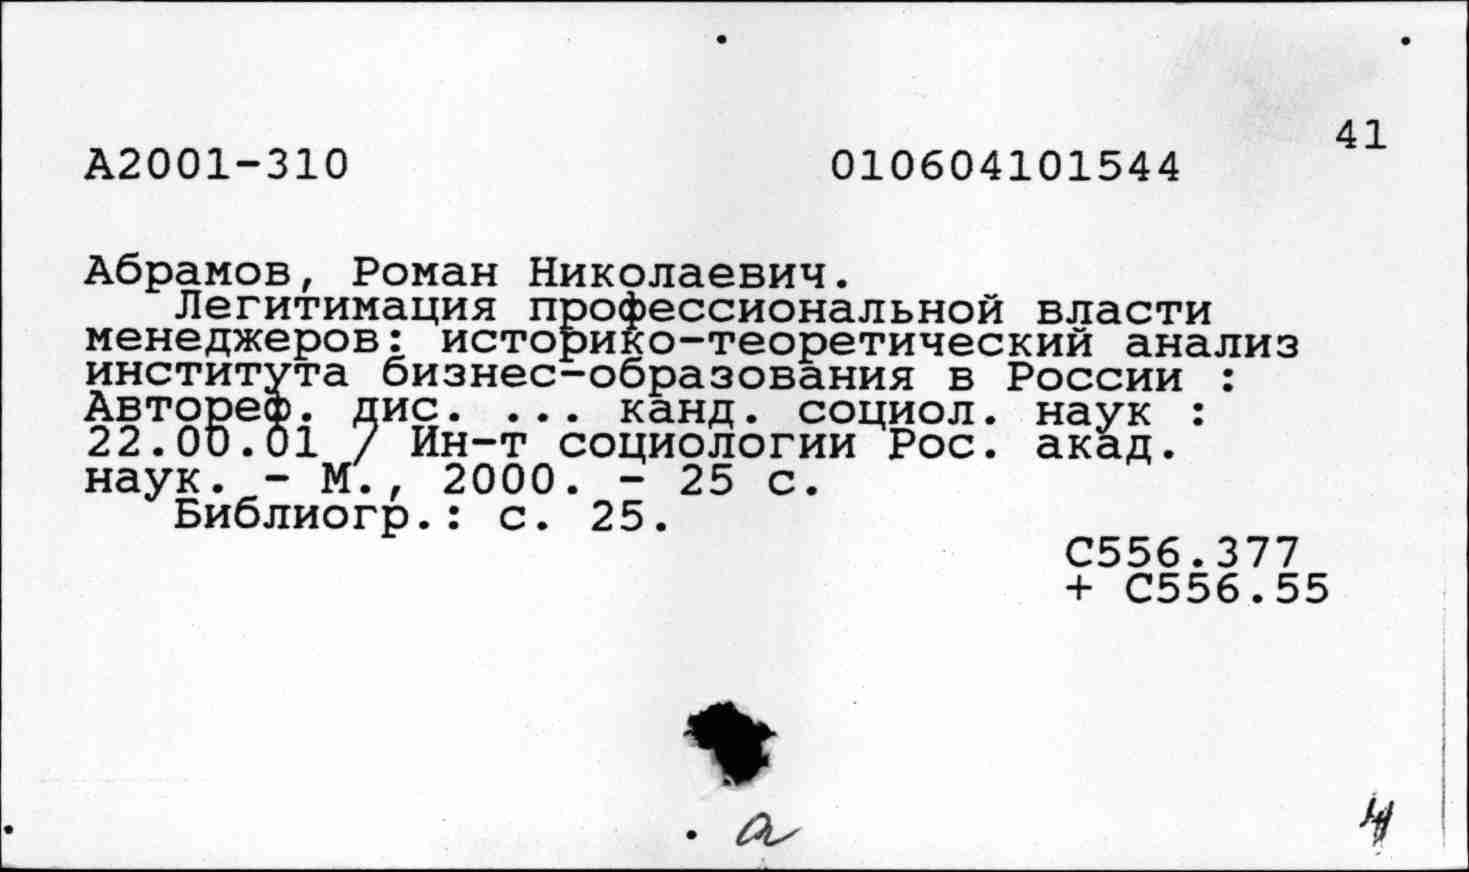 41
А2001-310 010604101544
Абрамов, Роман Николаевич.
Легитимация профессиональной власти
менеджеров: историко-теоретический анализ
института бизнес-образования в России :
Автореф. дис. ... канд. социол. наук :
22.00.01 / Ин-т социологии Рос. акад.
наук. - М., 2000. - 25 с.
Библиогр.: с. 25.
С556.377
+ С556.55
а